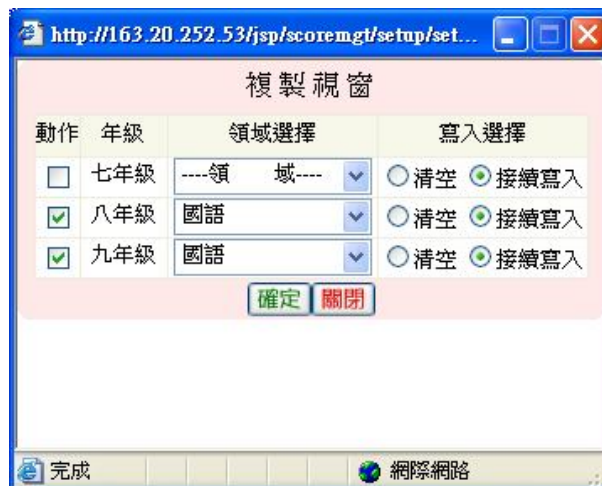 http://163.20.252.53/jsp/scoremgt/setup/set...
複製視窗
動作 年級 領域選擇 寫入選擇
七年級 ----領 域---- 清空 接續寫入
八年級 國語 清空 接續寫入
九年級 國語 清空 接續寫入
確定 關閉
完成 網際網路